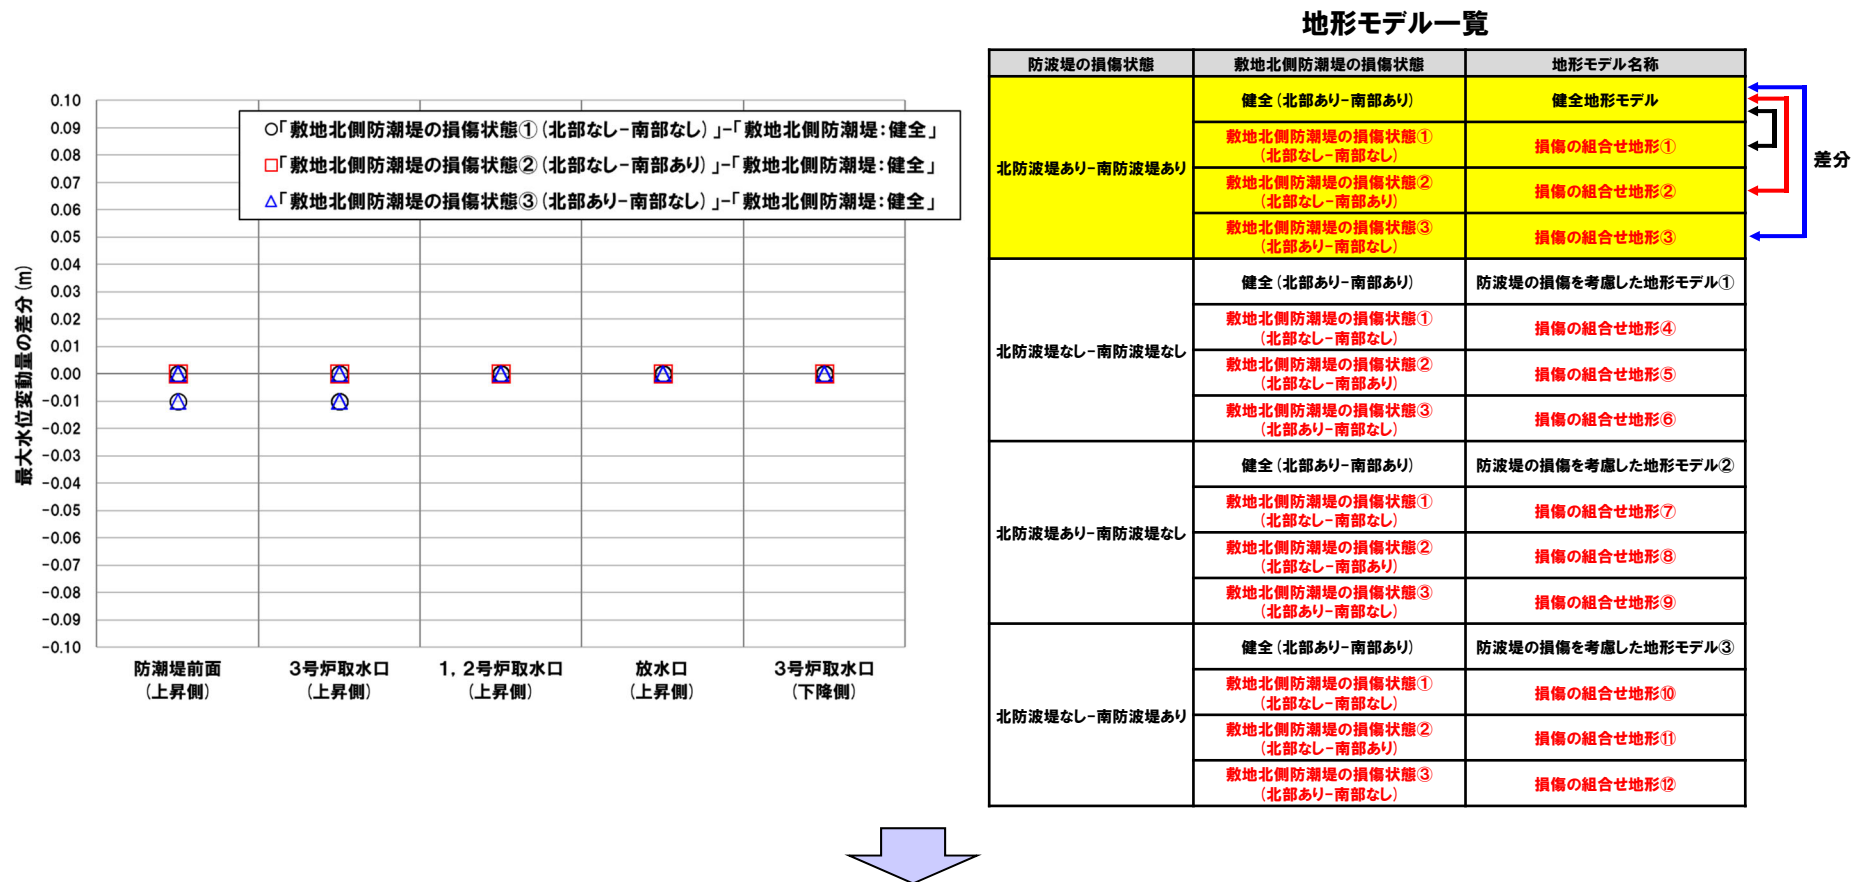 地形モデル一覧
0.10
0.09
0.08
0.07
0.06
0.05
0.04
0.03
0.02
0.01
0.00
-0.01
-0.02
-0.03
-0.04
-0.05
-0.06
-0.07
-0.08
-0.09
-0.10
最大水位変動量の差分(m)
○「敷地北側防潮堤の損傷状態①(北部なし-南部なし)」-「敷地北側防潮堤:健全」
□「敷地北側防潮堤の損傷状態②(北部なし-南部あり)」-「敷地北側防潮堤:健全」
△「敷地北側防潮堤の損傷状態③(北部あり-南部なし)」-「敷地北側防潮堤:健全」
防潮堤前面
(上昇側)
3号炉取水口
(上昇側)
1,2号炉取水口
(上昇側)
放水口
(上昇側)
3号炉取水口
(下降側)
防波堤の損傷状態
敷地北側防潮堤の損傷状態
地形モデル名称
北防波堤あり-南防波堤あり
健全(北部あり-南部あり)
健全地形モデル
敷地北側防潮堤の損傷状態①
(北部なし-南部なし)
損傷の組合せ地形①
敷地北側防潮堤の損傷状態②
(北部なし-南部あり)
損傷の組合せ地形②
敷地北側防潮堤の損傷状態③
(北部あり-南部なし)
損傷の組合せ地形③
差分
北防波堤なし-南防波堤なし
健全(北部あり-南部あり)
防波堤の損傷を考慮した地形モデル①
敷地北側防潮堤の損傷状態①
(北部なし-南部なし)
損傷の組合せ地形④
敷地北側防潮堤の損傷状態②
(北部なし-南部あり)
損傷の組合せ地形⑤
敷地北側防潮堤の損傷状態③
(北部あり-南部なし)
損傷の組合せ地形⑥
北防波堤あり-南防波堤なし
健全(北部あり-南部あり)
防波堤の損傷を考慮した地形モデル②
敷地北側防潮堤の損傷状態①
(北部なし-南部なし)
損傷の組合せ地形⑦
敷地北側防潮堤の損傷状態②
(北部なし-南部あり)
損傷の組合せ地形⑧
敷地北側防潮堤の損傷状態③
(北部あり-南部なし)
損傷の組合せ地形⑨
北防波堤なし-南防波堤あり
健全(北部あり-南部あり)
防波堤の損傷を考慮した地形モデル③
敷地北側防潮堤の損傷状態①
(北部なし-南部なし)
損傷の組合せ地形⑩
敷地北側防潮堤の損傷状態②
(北部なし-南部あり)
損傷の組合せ地形⑪
敷地北側防潮堤の損傷状態③
(北部あり-南部なし)
損傷の組合せ地形⑫